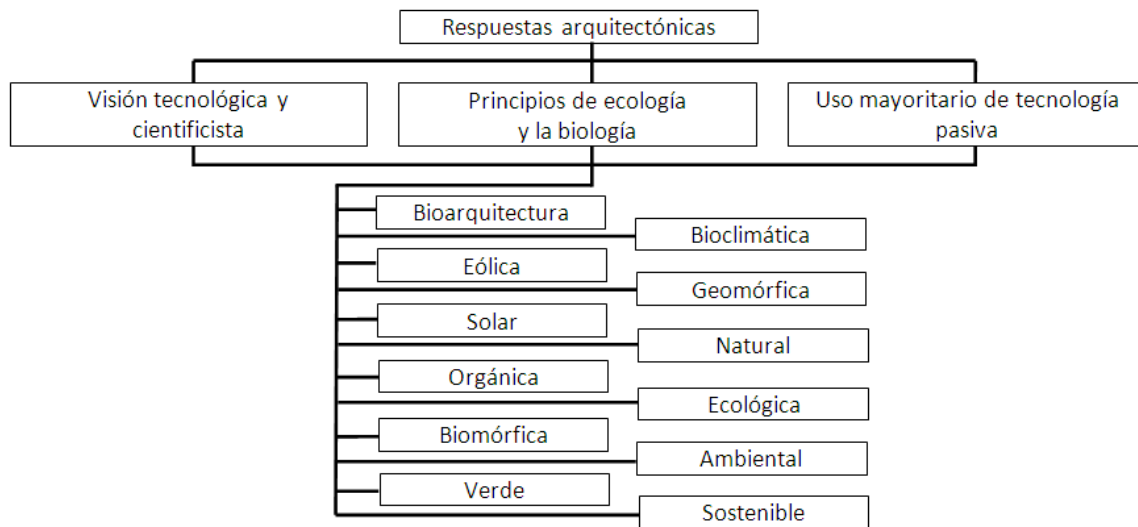 Respuestas arquitectónicas
Visión tecnológica y
cientificista
Principios de ecología
y la biología
Uso mayoritario de tecnología
pasiva
Bioarquitectura
Bioclimática
Eólica
Geomórfica
Solar
Natural
Orgánica
Ecológica
Biomórfica
Ambiental
Verde
Sostenible